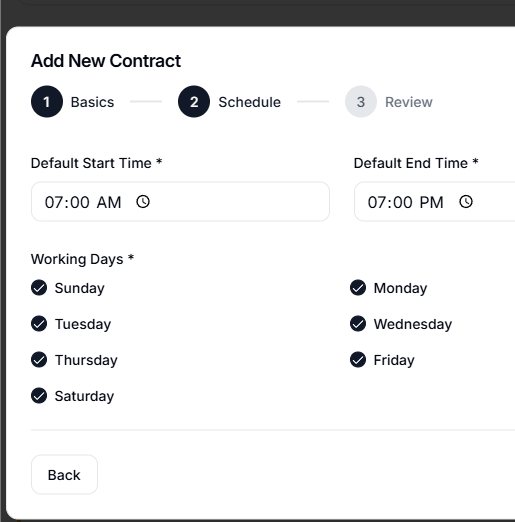 Add New Contract
1 Basics 2 Schedule 3 Review
Default Start Time * Default End Time *
07:00 AM 07:00 PM
Working Days *
Sunday Monday
Tuesday Wednesday
Thursday Friday
Saturday
Back